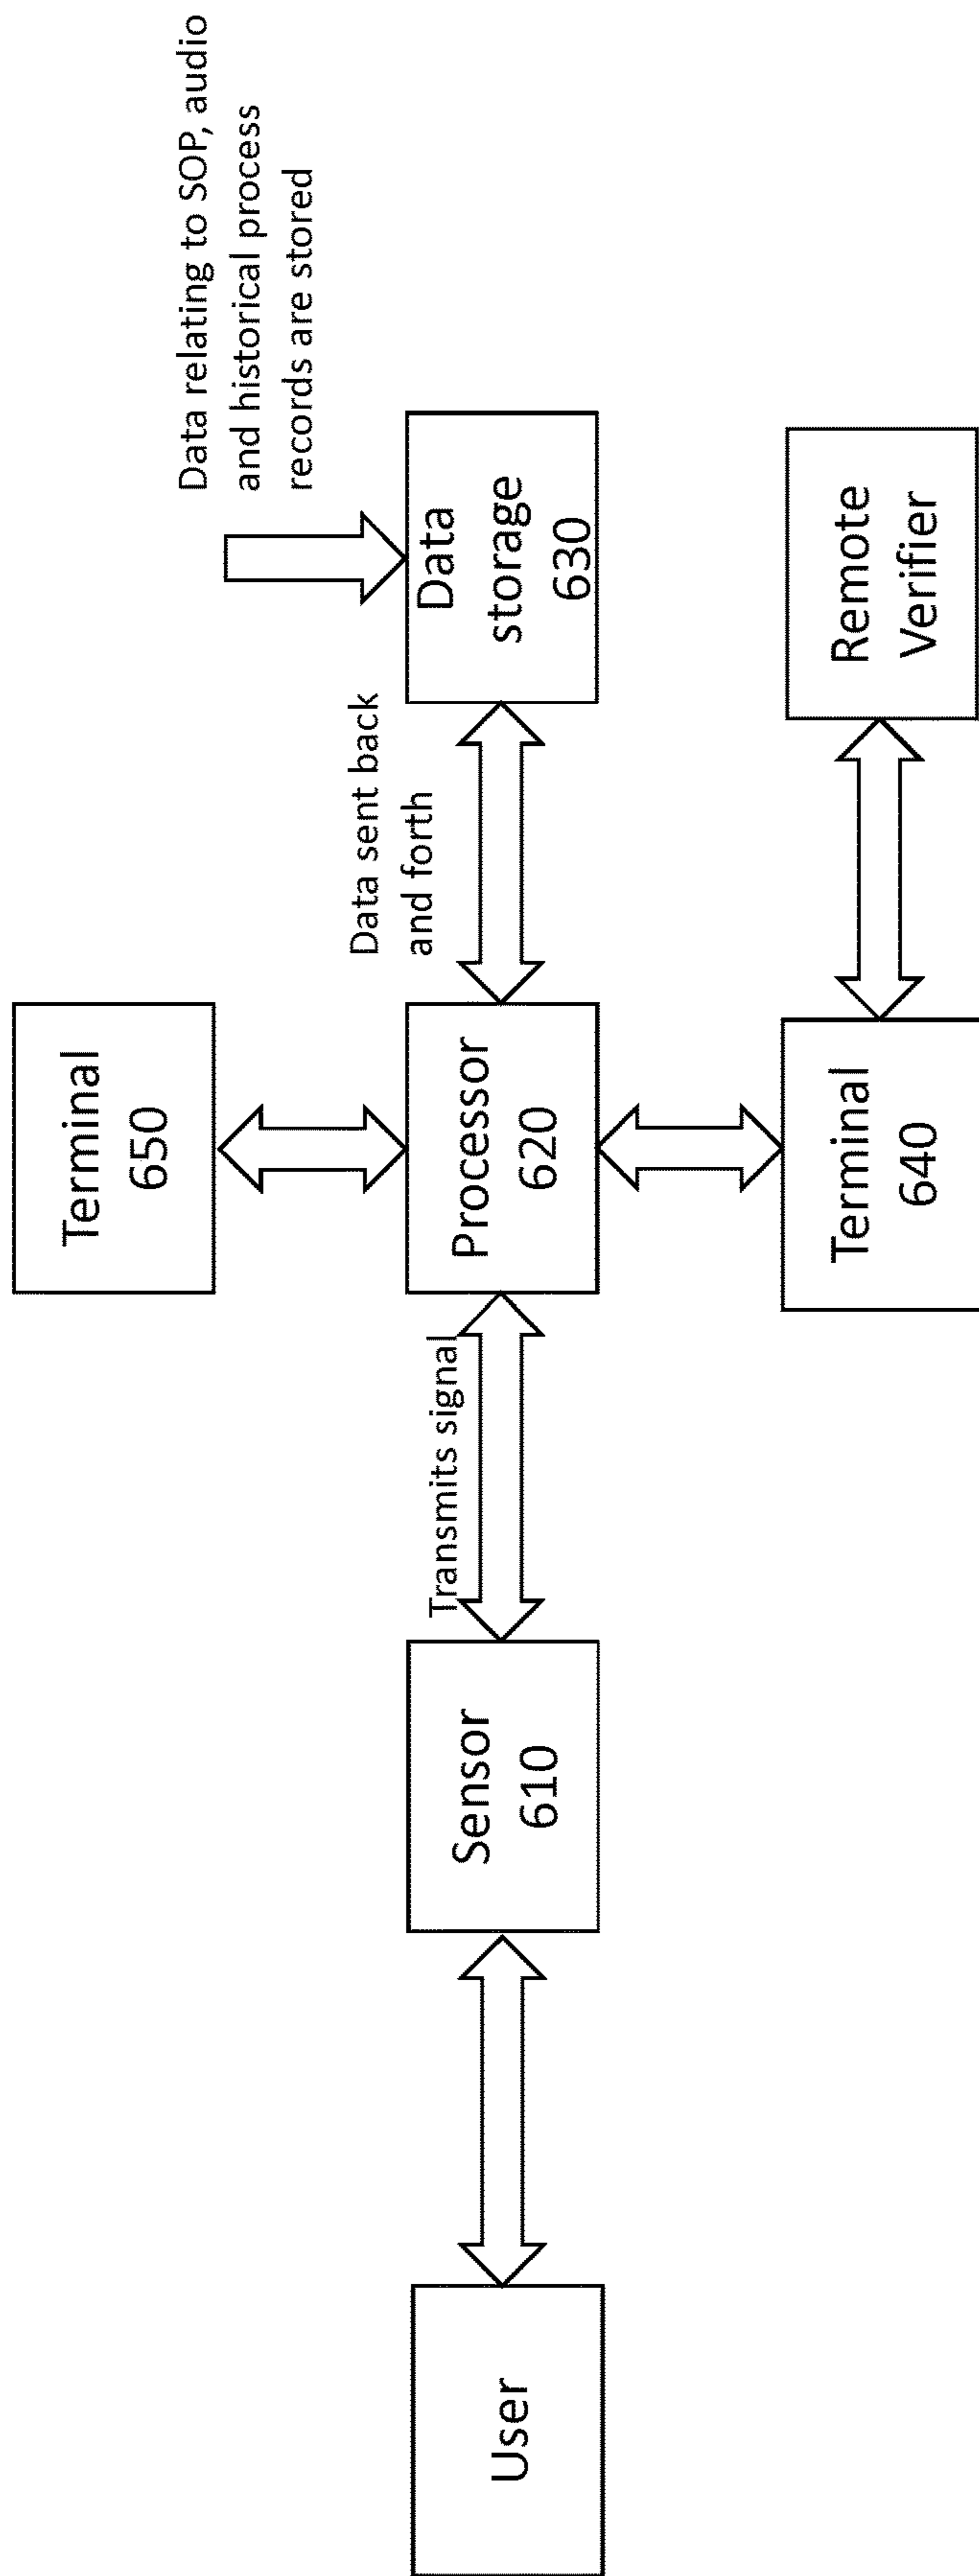 Terminal
650
Data relating to SOP, audio
and historical process
records are stored
Data sent back
and forth
User
Sensor
610
Transmits signal
Processor
620
Data
storage
630
Terminal
640
Remote
Verifier